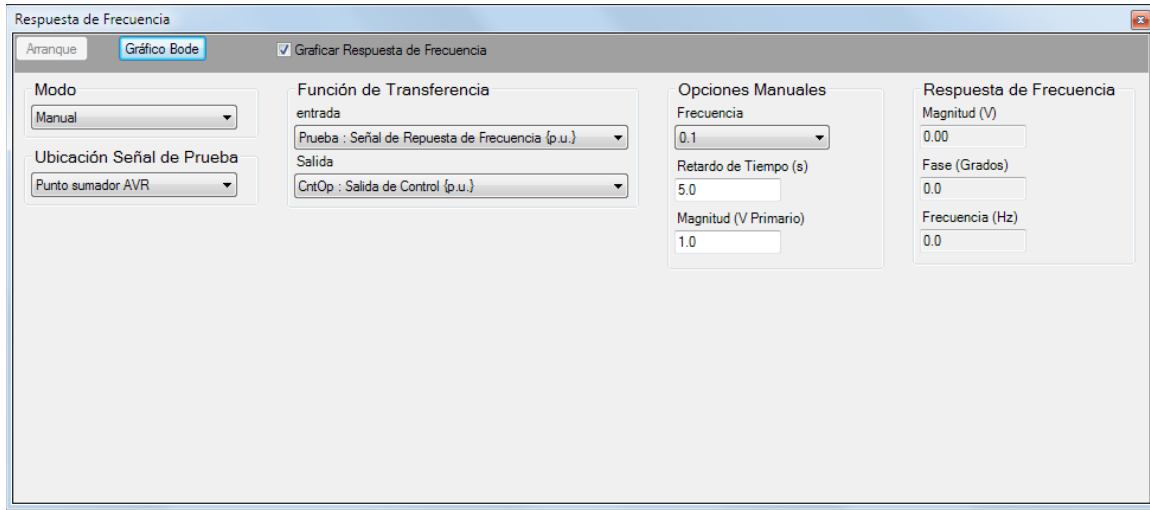 Respuesta de Frecuencia
Arranque
Gráfico Bode
Graficar Respuesta de Frecuencia
Modo
Manual
Ubicación Señal de Prueba
Punto sumador AVR
Función de Transferencia
entrada
Prueba : Señal de Repuesta de Frecuencia {p.u.}
Salida
CntOp : Salida de Control {p.u.}
Opciones Manuales
Frecuencia
0.1
Retardo de Tiempo (s)
5.0
Magnitud (V Primario)
1.0
Respuesta de Frecuencia
Magnitud (V)
0.00
Fase (Grados)
0.0
Frecuencia (Hz)
0.0